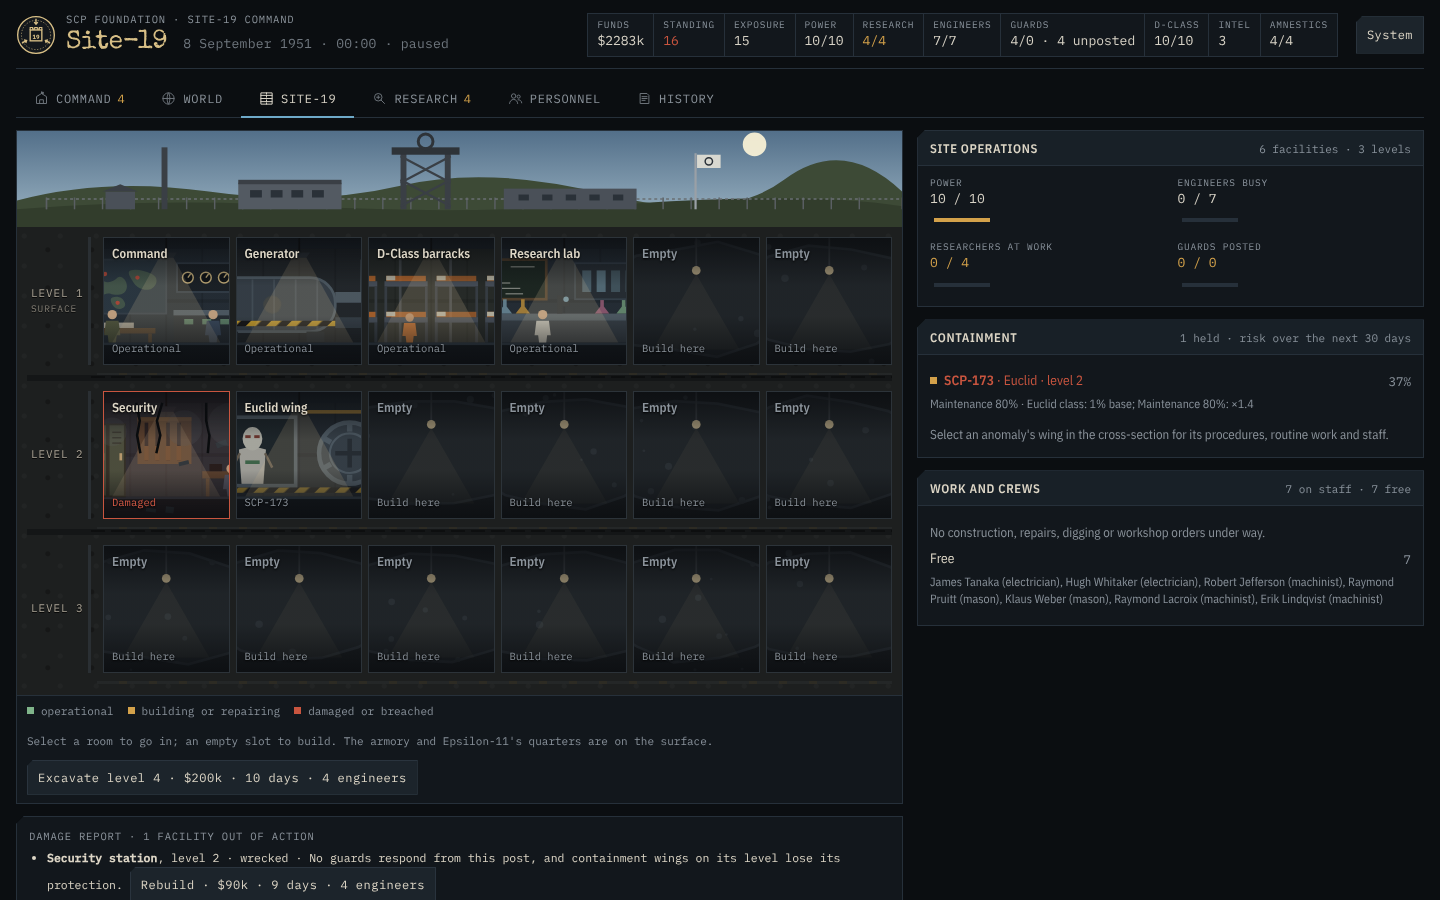 SCP FOUNDATION · SITE-19 COMMAND
Site-19
8 September 1951 · 00:00 · paused
FUNDS
$2283k
STANDING
16
EXPOSURE
15
POWER
10/10
RESEARCH
4/4
ENGINEERS
7/7
GUARDS
4/0 · 4 unposted
D-CLASS
10/10
INTEL
3
AMNESTICS
4/4
System
COMMAND 4
WORLD
SITE-19
RESEARCH 4
PERSONNEL
HISTORY
LEVEL 1
SURFACE
Command
Operational
Generator
Operational
D-Class barracks
Operational
Research lab
Operational
Empty
Build here
Empty
Build here
LEVEL 2
Security
Damaged
Euclid wing
SCP-173
Empty
Build here
Empty
Build here
Empty
Build here
Empty
Build here
LEVEL 3
Empty
Build here
Empty
Build here
Empty
Build here
Empty
Build here
Empty
Build here
Empty
Build here
operational
building or repairing
damaged or breached
Select a room to go in; an empty slot to build. The armory and Epsilon-11's quarters are on the surface.
Excavate level 4 · $200k · 10 days · 4 engineers
DAMAGE REPORT · 1 FACILITY OUT OF ACTION
• Security station, level 2 · wrecked · No guards respond from this post, and containment wings on its level lose its
protection. Rebuild · $90k · 9 days · 4 engineers
SITE OPERATIONS
6 facilities · 3 levels
POWER
10 / 10
ENGINEERS BUSY
0 / 7
RESEARCHERS AT WORK
0 / 4
GUARDS POSTED
0 / 0
CONTAINMENT
1 held · risk over the next 30 days
SCP-173 · Euclid · level 2
37%
Maintenance 80% · Euclid class: 1% base; Maintenance 80%: ×1.4
Select an anomaly's wing in the cross-section for its procedures, routine work and staff.
WORK AND CREWS
7 on staff · 7 free
No construction, repairs, digging or workshop orders under way.
Free
7
James Tanaka (electrician), Hugh Whitaker (electrician), Robert Jefferson (machinist), Raymond
Pruitt (mason), Klaus Weber (mason), Raymond Lacroix (machinist), Erik Lindqvist (machinist)